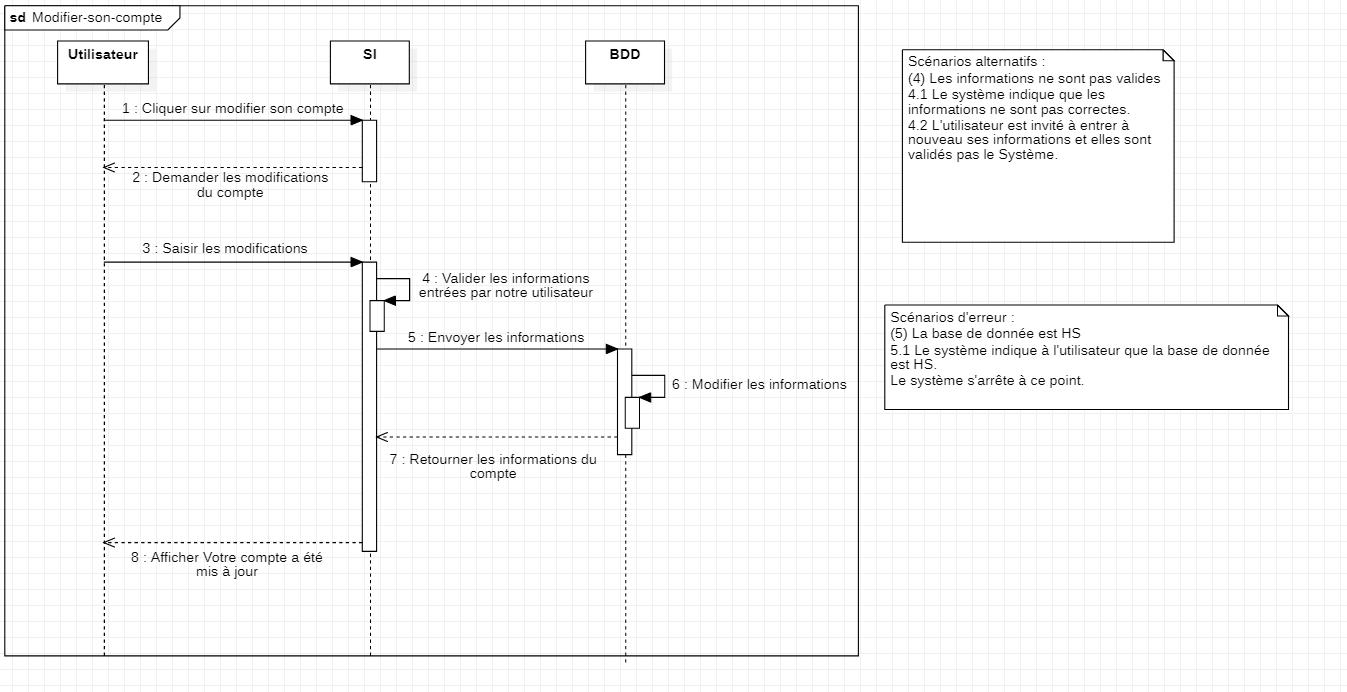 sd Modifier-son-compte
Utilisateur
SI
BDD
1 : Cliquer sur modifier son compte
2 : Demander les modifications
du compte
3 : Saisir les modifications
4 : Valider les informations
entrées par notre utilisateur
5 : Envoyer les informations
6 : Modifier les informations
7 : Retourner les informations du
compte
8 : Afficher Votre compte a été
mis à jour
Scénarios alternatifs :
(4) Les informations ne sont pas valides
4.1 Le système indique que les
informations ne sont pas correctes.
4.2 L'utilisateur est invité à entrer à
nouveau ses informations et elles sont
validés pas le Système.
Scénarios d'erreur :
(5) La base de donnée est HS
5.1 Le système indique à l'utilisateur que la base de donnée
est HS.
Le système s'arrête à ce point.